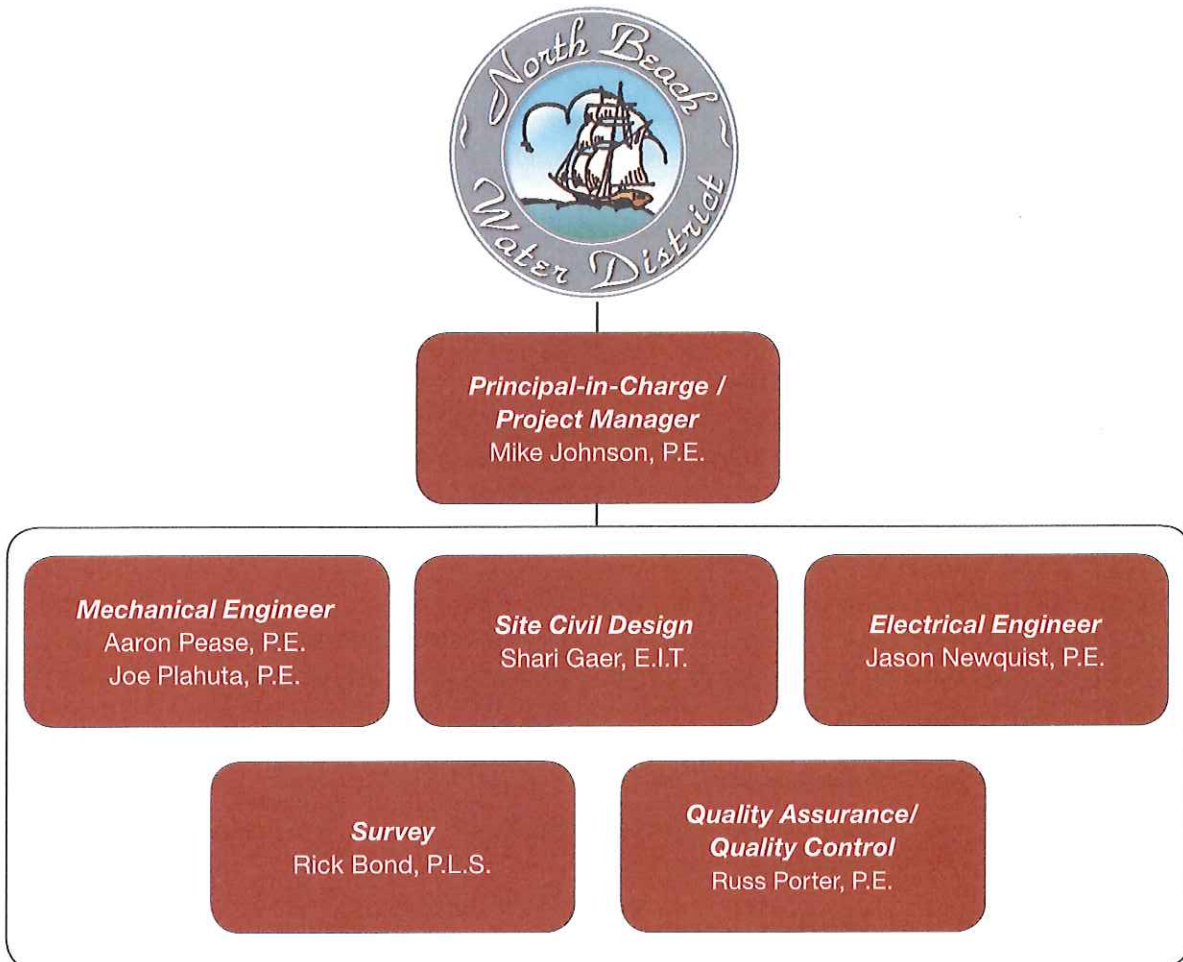 ~ North Beach ~
Water District
Principal-in-Charge /
Project Manager
Mike Johnson, P.E.
Mechanical Engineer
Aaron Pease, P.E.
Joe Plahuta, P.E.
Site Civil Design
Shari Gaer, E.I.T.
Electrical Engineer
Jason Newquist, P.E.
Survey
Rick Bond, P.L.S.
Quality Assurance/
Quality Control
Russ Porter, P.E.